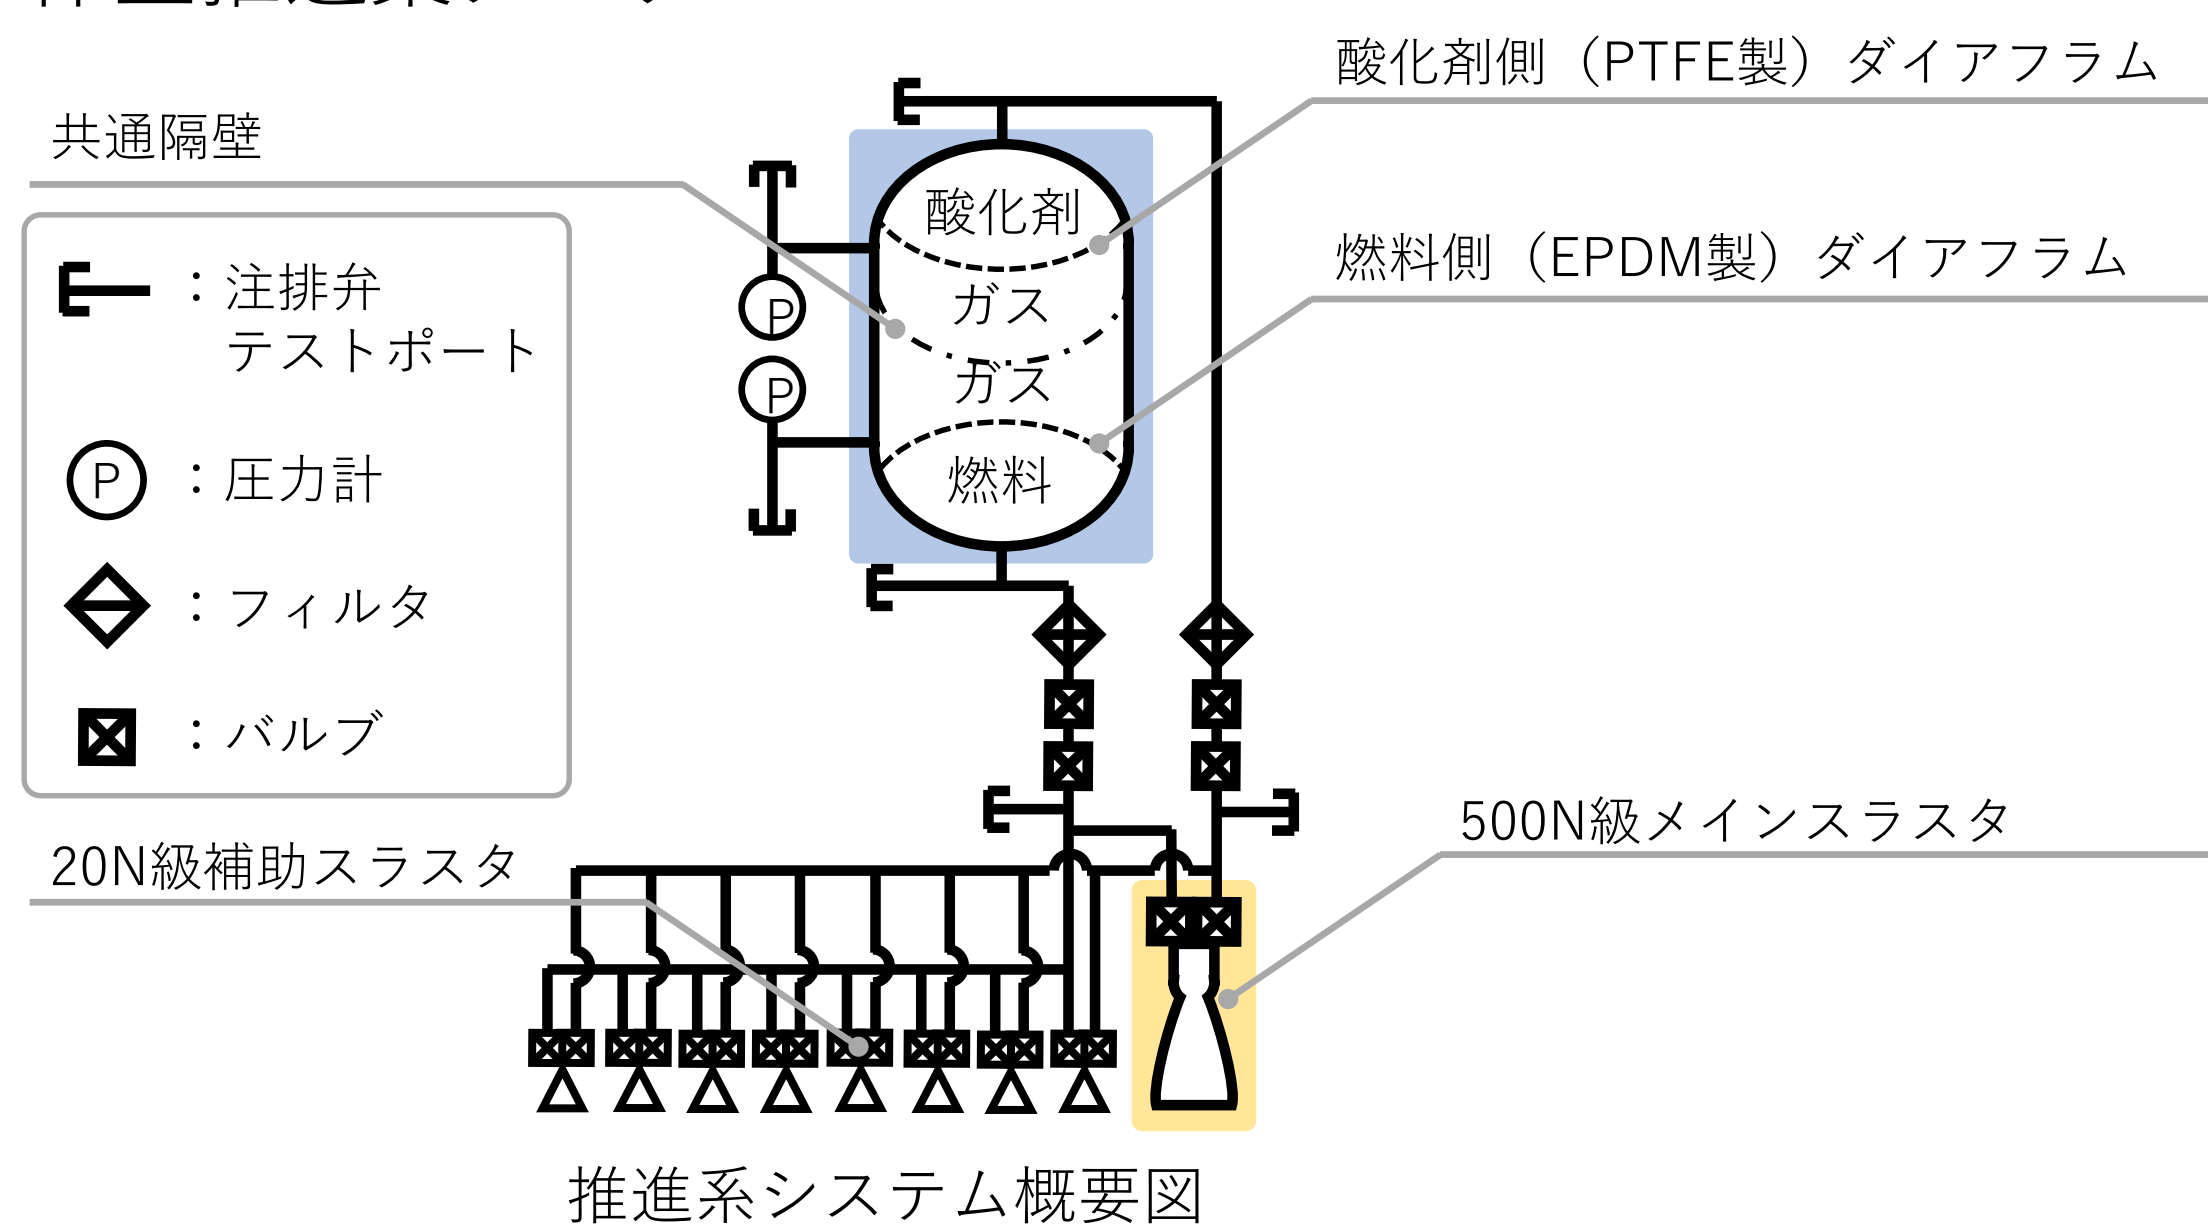 酸化剤側（PTFE製）ダイアフラム
共通隔壁
酸化剤
燃料側（EPDM製）ダイアフラム
ガス
：注排弁
テストポート
P
ガス
P
P
：圧力計
燃料
：フィルタ
：バルブ
500N級メインスラスタ
20N級補助スラスタ
推進系システム概要図